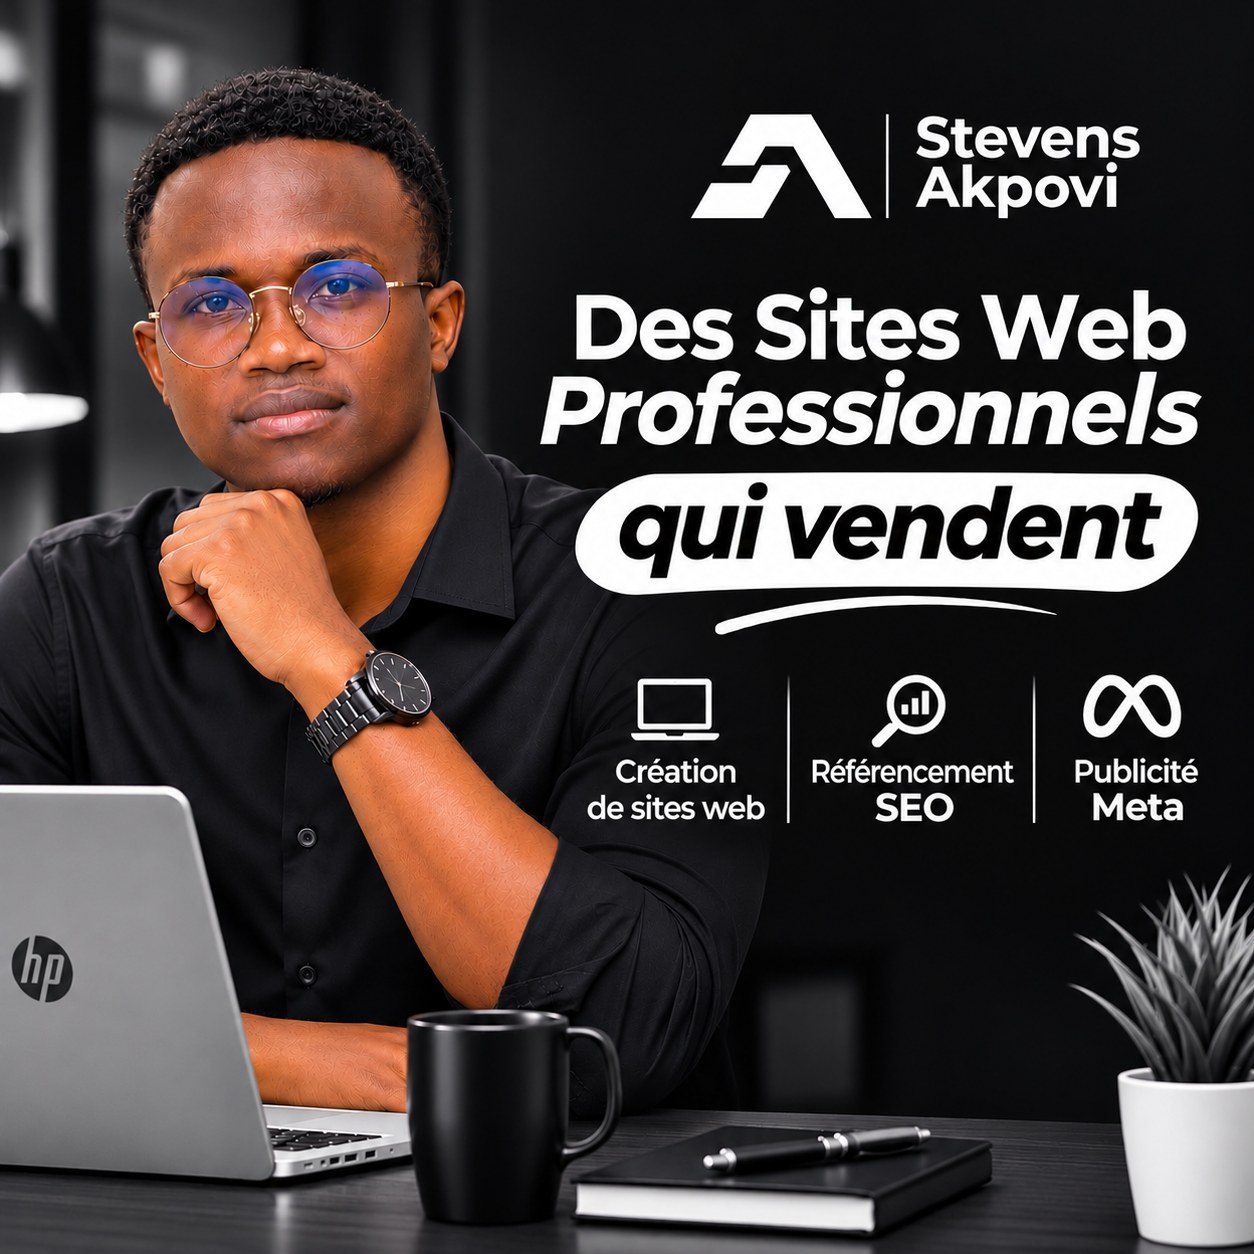 Stevens
Akpovi
Des Sites Web
Professionnels
qui vendent
Création
de sites web
Référencement
SEO
Publicité
Meta
hp